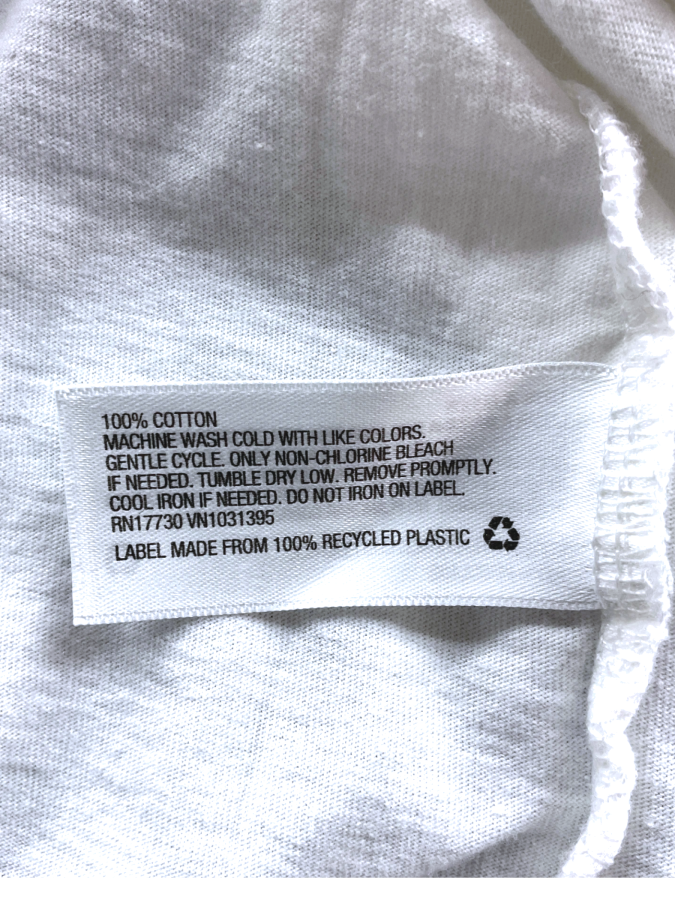 100% COTTON
MACHINE WASH COLD WITH LIKE COLORS.
GENTLE CYCLE. ONLY NON-CHLORINE BLEACH
IF NEEDED. TUMBLE DRY LOW. REMOVE PROMPTLY.
COOL IRON IF NEEDED. DO NOT IRON ON LABEL.
RN17730 VN1031395
LABEL MADE FROM 100% RECYCLED PLASTIC